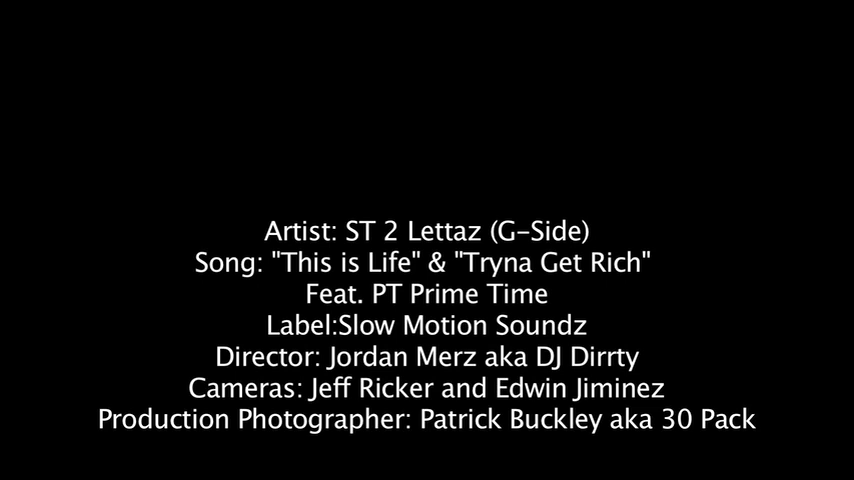 Artist: ST 2 Lettaz (G-Side)
Song: "This is Life" & "Tryna Get Rich"
Feat. PT Prime Time
Label:Slow Motion Soundz
Director: Jordan Merz aka DJ Dirrty
Cameras: Jeff Ricker and Edwin Jiminez
Production Photographer: Patrick Buckley aka 30 Pack